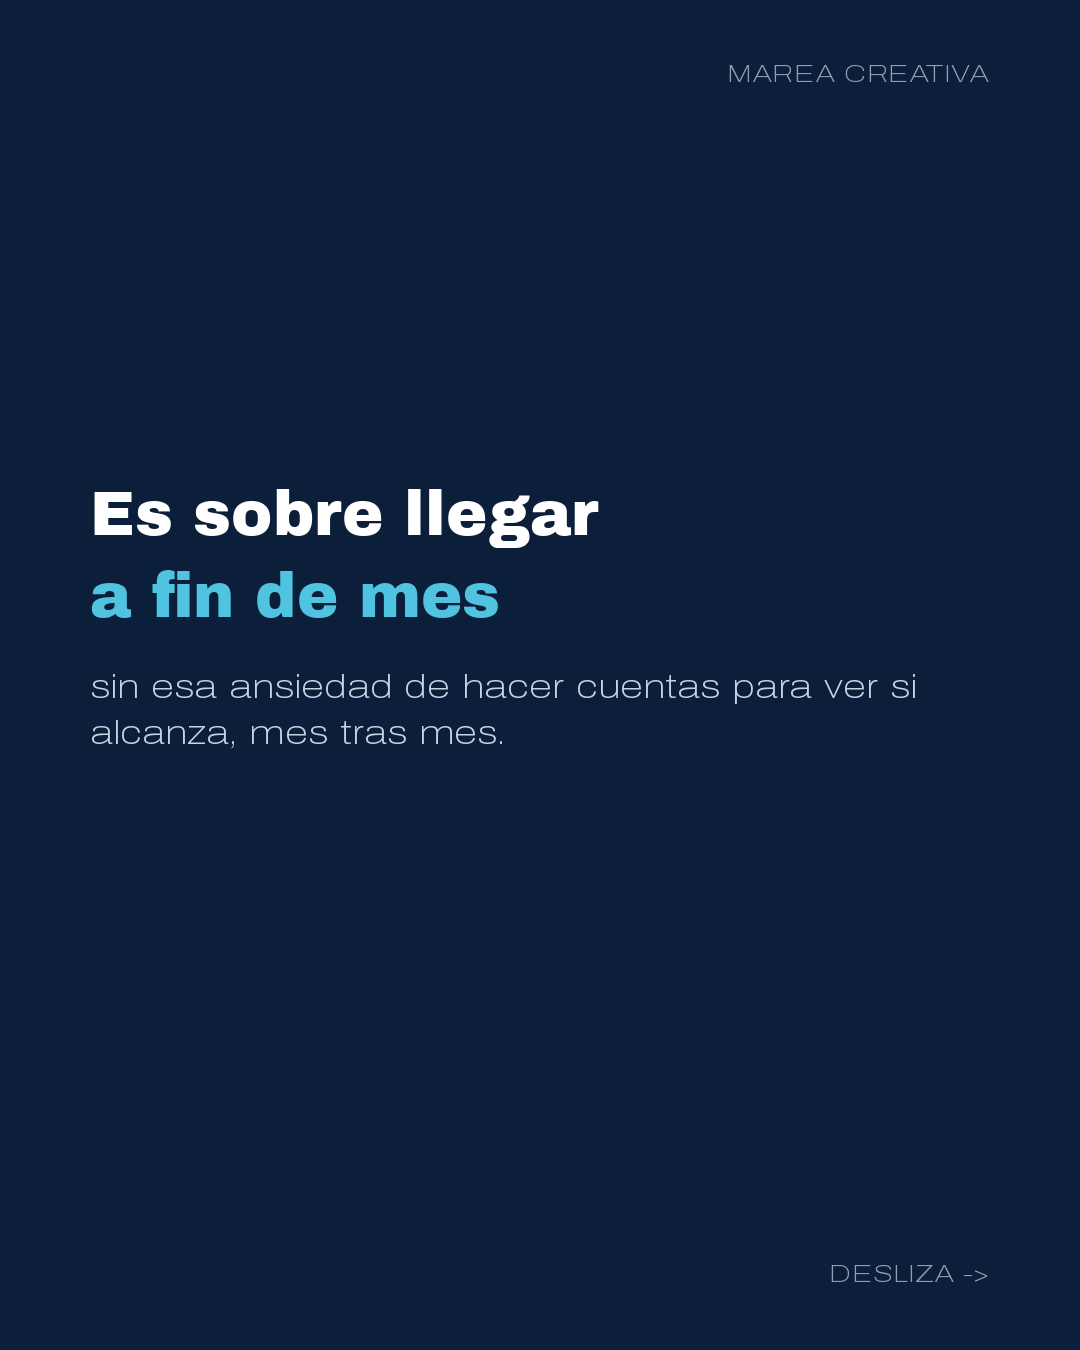 MAREA CREATIVA
Es sobre llegar
a fin de mes
sin esa ansiedad de hacer cuentas para ver si
alcanza, mes tras mes.
DESLIZA ->